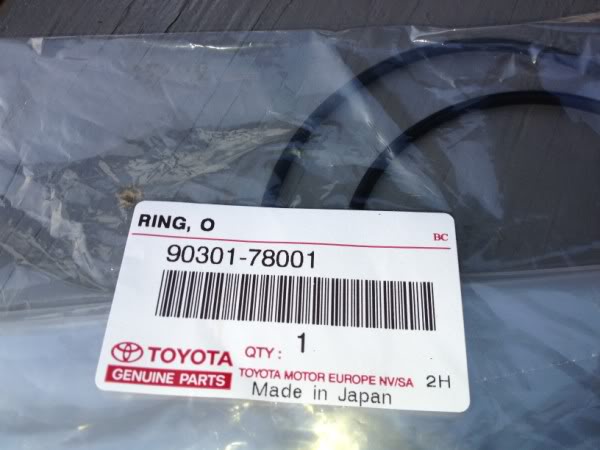 RING, O
BC
90301-78001
QTY: 1
TOYOTA
GENUINE PARTS
TOYOTA MOTOR EUROPE NV/SA 2H
Made in Japan